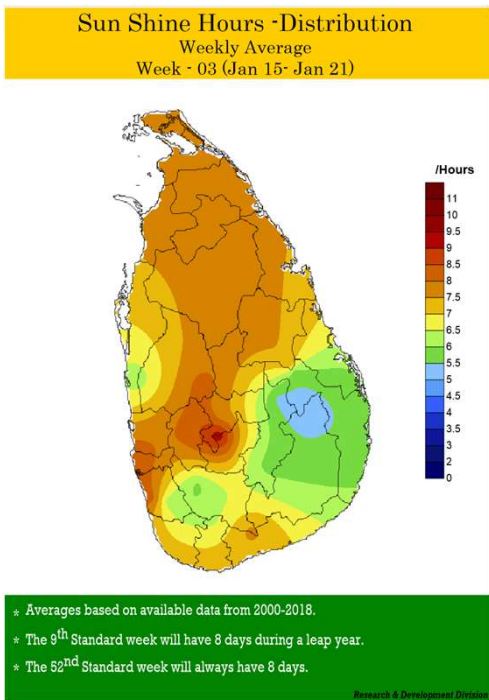 Sun Shine Hours -Distribution
Weekly Average
Week - 03 (Jan 15- Jan 21)
/Hours
11
10
9.5
9
8.5
8
7.5
7
6.5
6
5.5
5
4.5
4
3.5
3
2
0
* Averages based on available data from 2000-2018.
* The 9th Standard week will have 8 days during a leap year.
* The 52nd Standard week will always have 8 days.
Research & Development Division